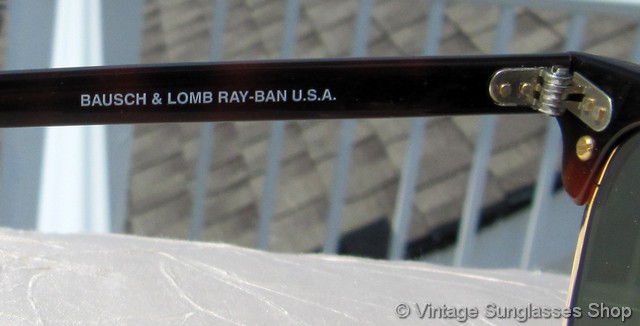 BAUSCH & LOMB RAY-BAN U.S.A.
© Vintage Sunglasses Shop